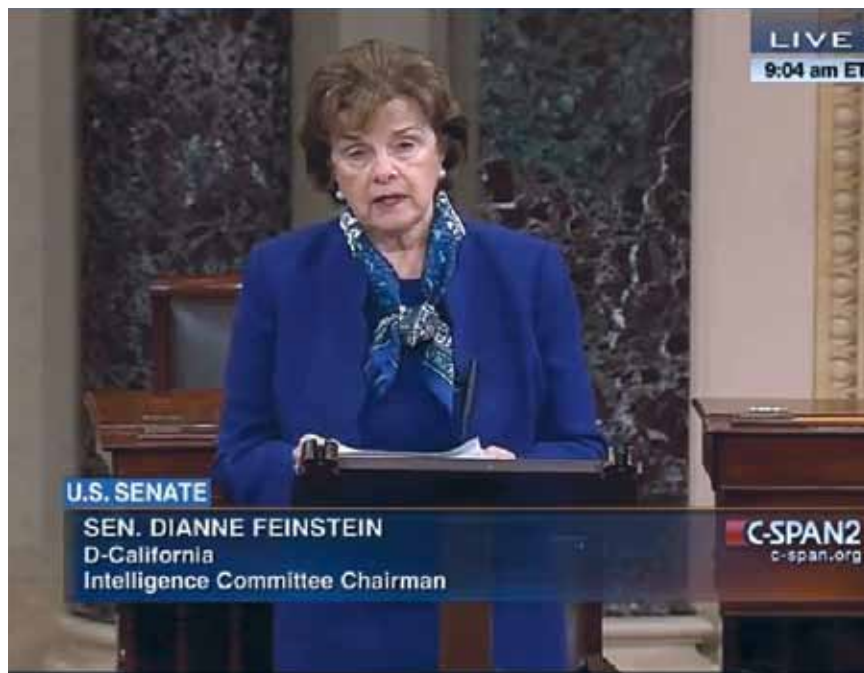 LIVE
9:04 am ET
U.S. SENATE
SEN. DIANNE FEINSTEIN
D-California
Intelligence Committee Chairman
C-SPAN2
c-span.org